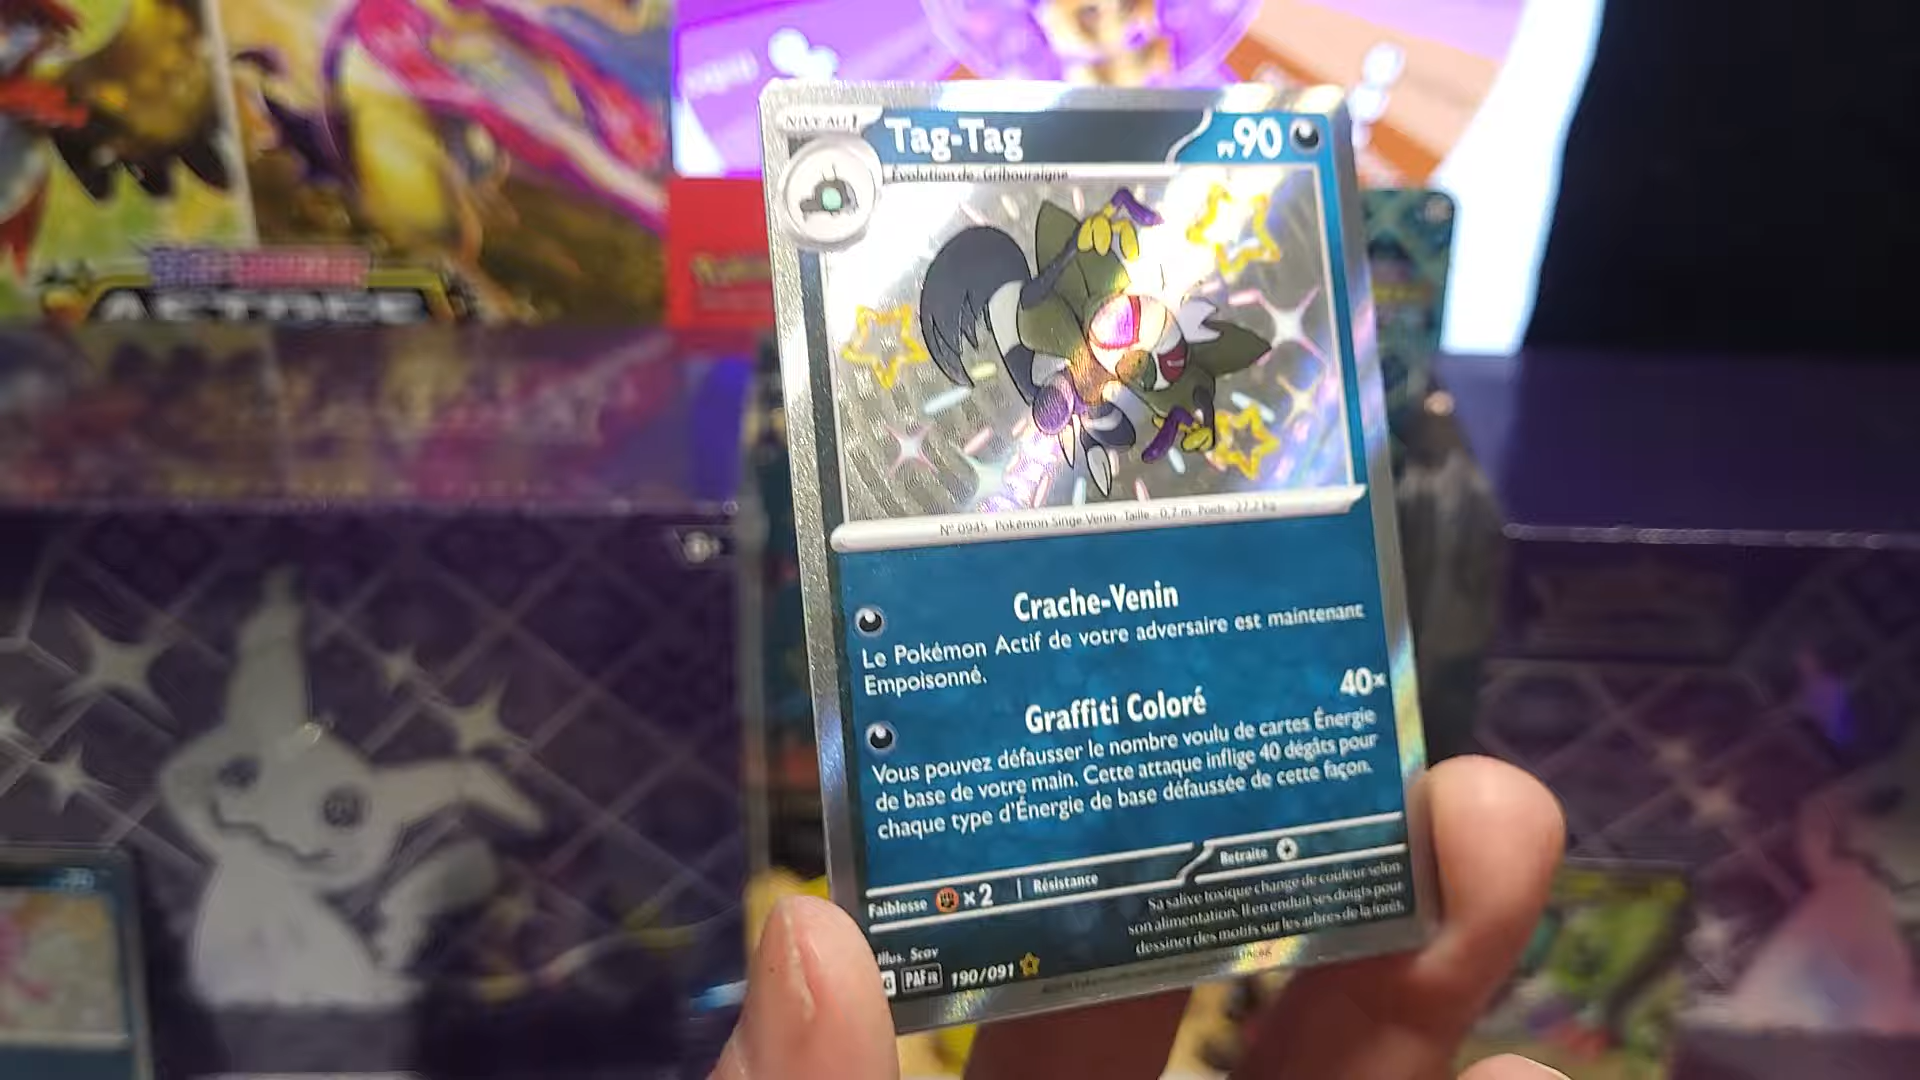 NIVEAU 1
Tag-Tag
PV 90
Évolution de Gribouraigne
N° 0945 Pokémon Singe Venin Taille : 0,7 m Poids : 27,2 kg
Crache-Venin
Le Pokémon Actif de votre adversaire est maintenant
Empoisonné.
Graffiti Coloré
40×
Vous pouvez défausser le nombre voulu de cartes Énergie
de base de votre main. Cette attaque inflige 40 dégâts pour
chaque type d'Énergie de base défaussée de cette façon.
Faiblesse ×2
Résistance
Retraite
Sa salive toxique change de couleur selon
son alimentation. Il en enduit ses doigts pour
dessiner des motifs sur les arbres de la forêt.
Illus. Scav
G PAF FR 190/091